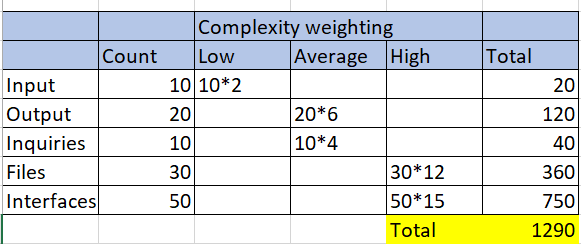 Complexity weighting
Count Low Average High Total
Input 10 10*2 20
Output 20 20*6 120
Inquiries 10 10*4 40
Files 30 30*12 360
Interfaces 50 50*15 750
Total 1290